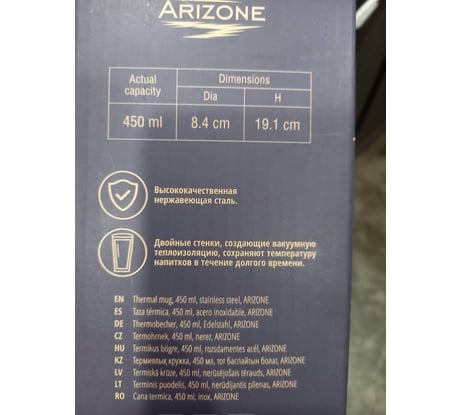 ARIZONE
Actual capacity
Dimensions
Dia
H
450 ml
8.4 cm
19.1 cm
Высококачественная
нержавеющая сталь.
Двойные стенки, создающие вакуумную
теплоизоляцию, сохраняют температуру
напитков в течение долгого времени.
EN Thermal mug, 450 ml, stainless steel, ARIZONE
ES Taza térmica, 450 ml, acero inoxidable, ARIZONE
DE Thermobecher, 450 ml, Edelstahl, ARIZONE
CZ Termohrnek, 450 ml, nerez, ARIZONE
HU Termikus bögre, 450 ml, rozsdamentes acél, ARIZONE
KZ Термиялық кружка, 450 мл, тот баспайтын болат, ARIZONE
LV Termiskā krūze, 450 ml, nerūsējošais tērauds, ARIZONE
LT Terminis puodelis, 450 ml, nerūdijantis plienas, ARIZONE
RO Cana termica, 450 ml, inox, ARIZONE